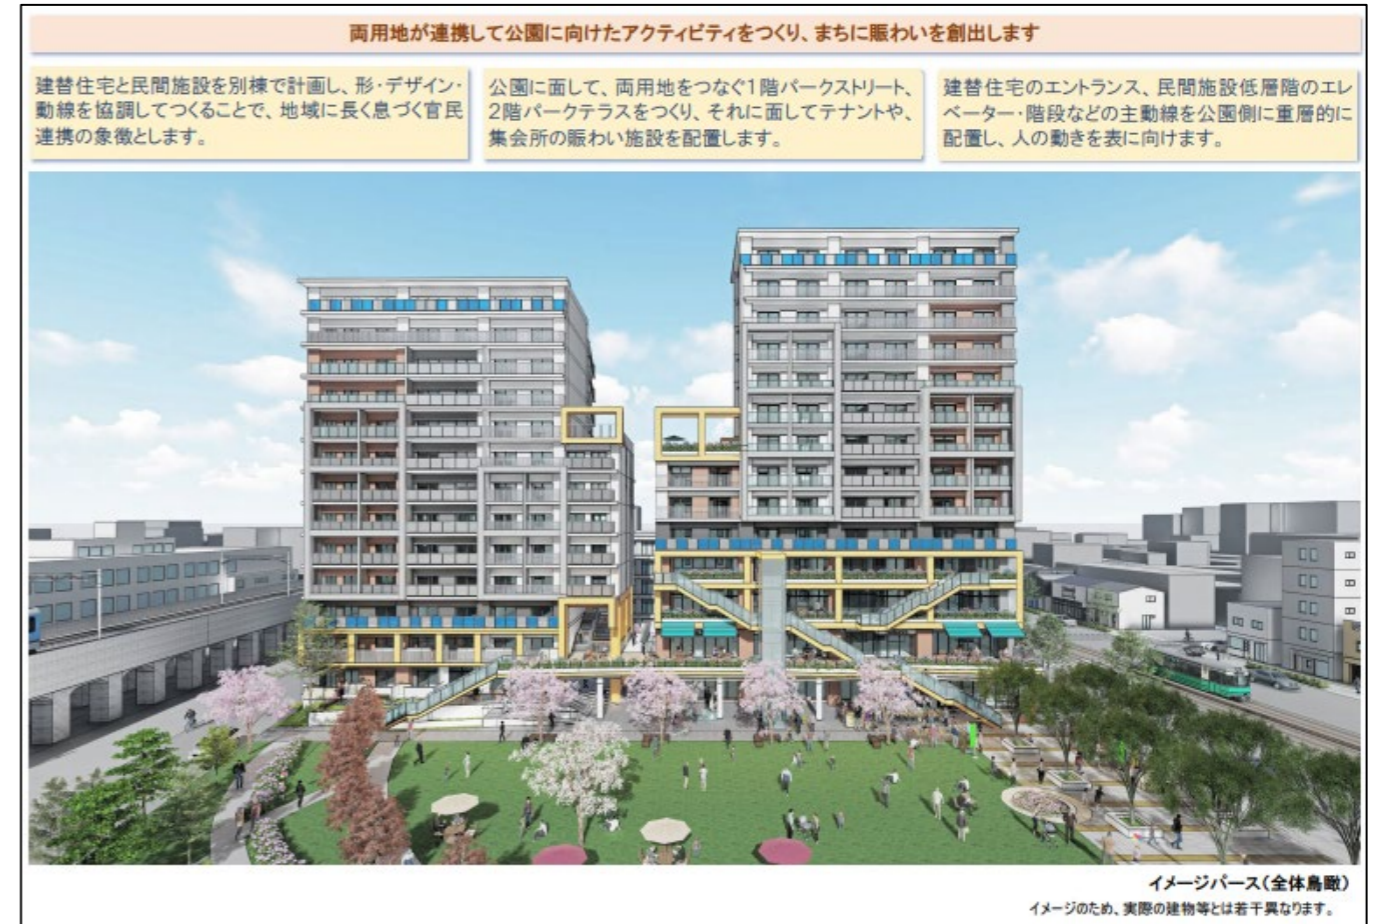 両用地が連携して公園に向けたアクティビティをつくり、まちに賑わいを創出します
建替住宅と民間施設を別棟で計画し、形・デザイン・
動線を協調してつくることで、地域に長く息づく官民
連携の象徴とします。
公園に面して、両用地をつなぐ1階パークストリート、
2階パークテラスをつくり、それに面してテナントや、
集会所の賑わい施設を配置します。
建替住宅のエントランス、民間施設低層階のエレ
ベーター・階段などの主動線を公園側に重層的に
配置し、人の動きを表に向けます。
イメージパース(全体鳥瞰)
イメージのため、実際の建物等とは若干異なります。